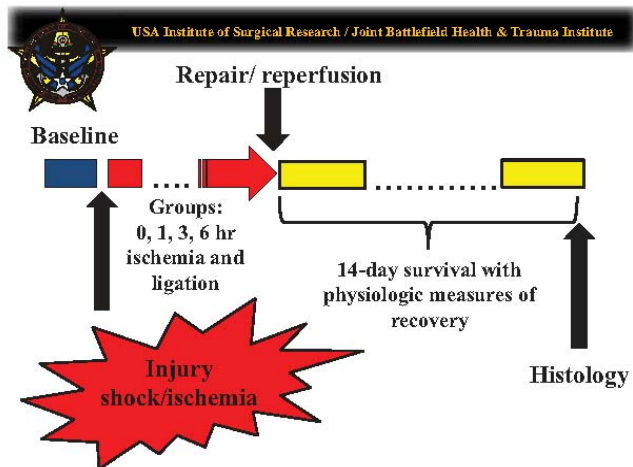 USA Institute of Surgical Research / Joint Battlefield Health & Trauma Institute
Repair/ reperfusion
Baseline
Groups:
0, 1, 3, 6 hr
ischemia and
ligation
14-day survival with
physiologic measures of
recovery
Injury
shock/ischemia
Histology